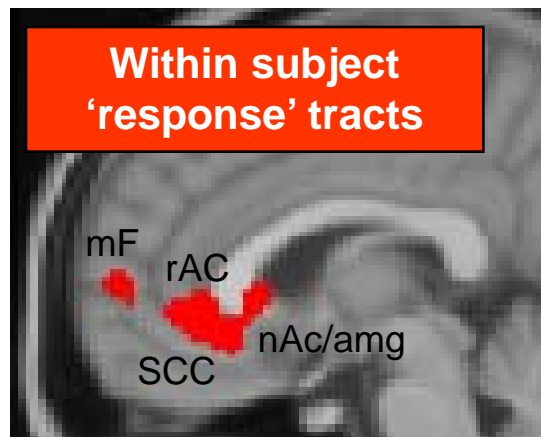 Within subject
‘response’ tracts
mF
rAC
nAc/amg
SCC